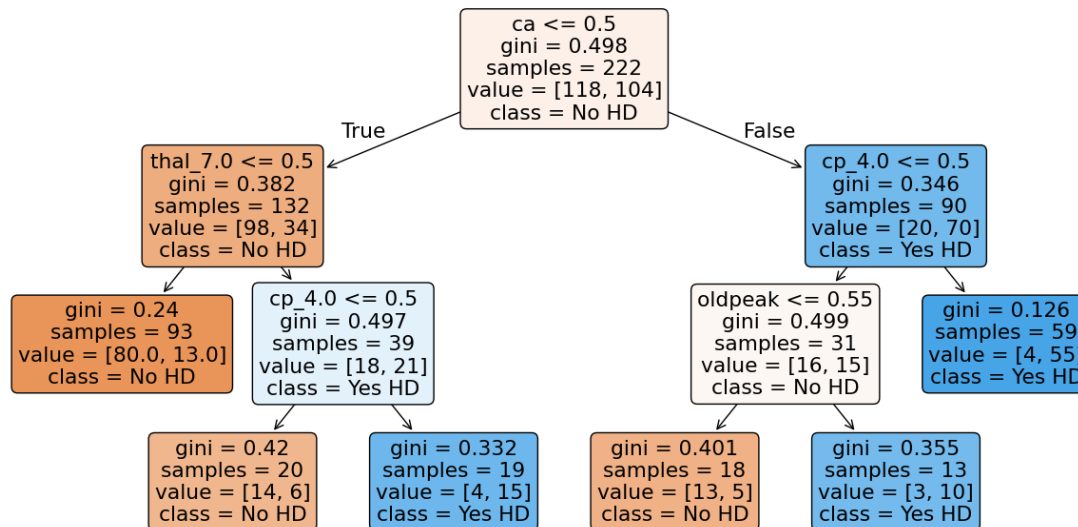 ca <= 0.5
gini = 0.498
samples = 222
value = [118, 104]
class = No HD
True
False
thal_7.0 <= 0.5
gini = 0.382
samples = 132
value = [98, 34]
class = No HD
cp_4.0 <= 0.5
gini = 0.346
samples = 90
value = [20, 70]
class = Yes HD
gini = 0.24
samples = 93
value = [80.0, 13.0]
class = No HD
cp_4.0 <= 0.5
gini = 0.497
samples = 39
value = [18, 21]
class = Yes HD
oldpeak <= 0.55
gini = 0.499
samples = 31
value = [16, 15]
class = No HD
gini = 0.126
samples = 59
value = [4, 55]
class = Yes HD
gini = 0.42
samples = 20
value = [14, 6]
class = No HD
gini = 0.332
samples = 19
value = [4, 15]
class = Yes HD
gini = 0.401
samples = 18
value = [13, 5]
class = No HD
gini = 0.355
samples = 13
value = [3, 10]
class = Yes HD